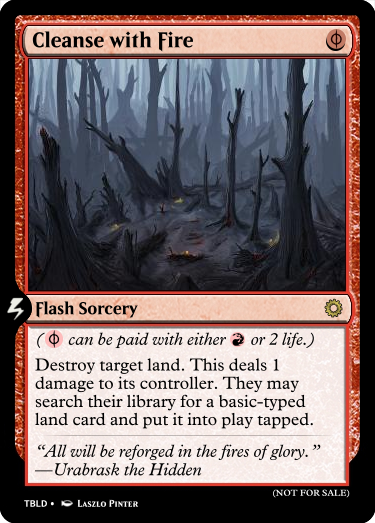 Cleanse with Fire
Flash Sorcery
( can be paid with either or 2 life.)
Destroy target land. This deals 1
damage to its controller. They may
search their library for a basic-typed
land card and put it into play tapped.
“All will be reforged in the fires of glory.”
—Urabrask the Hidden
(NOT FOR SALE)
TBLD • Laszlo Pinter